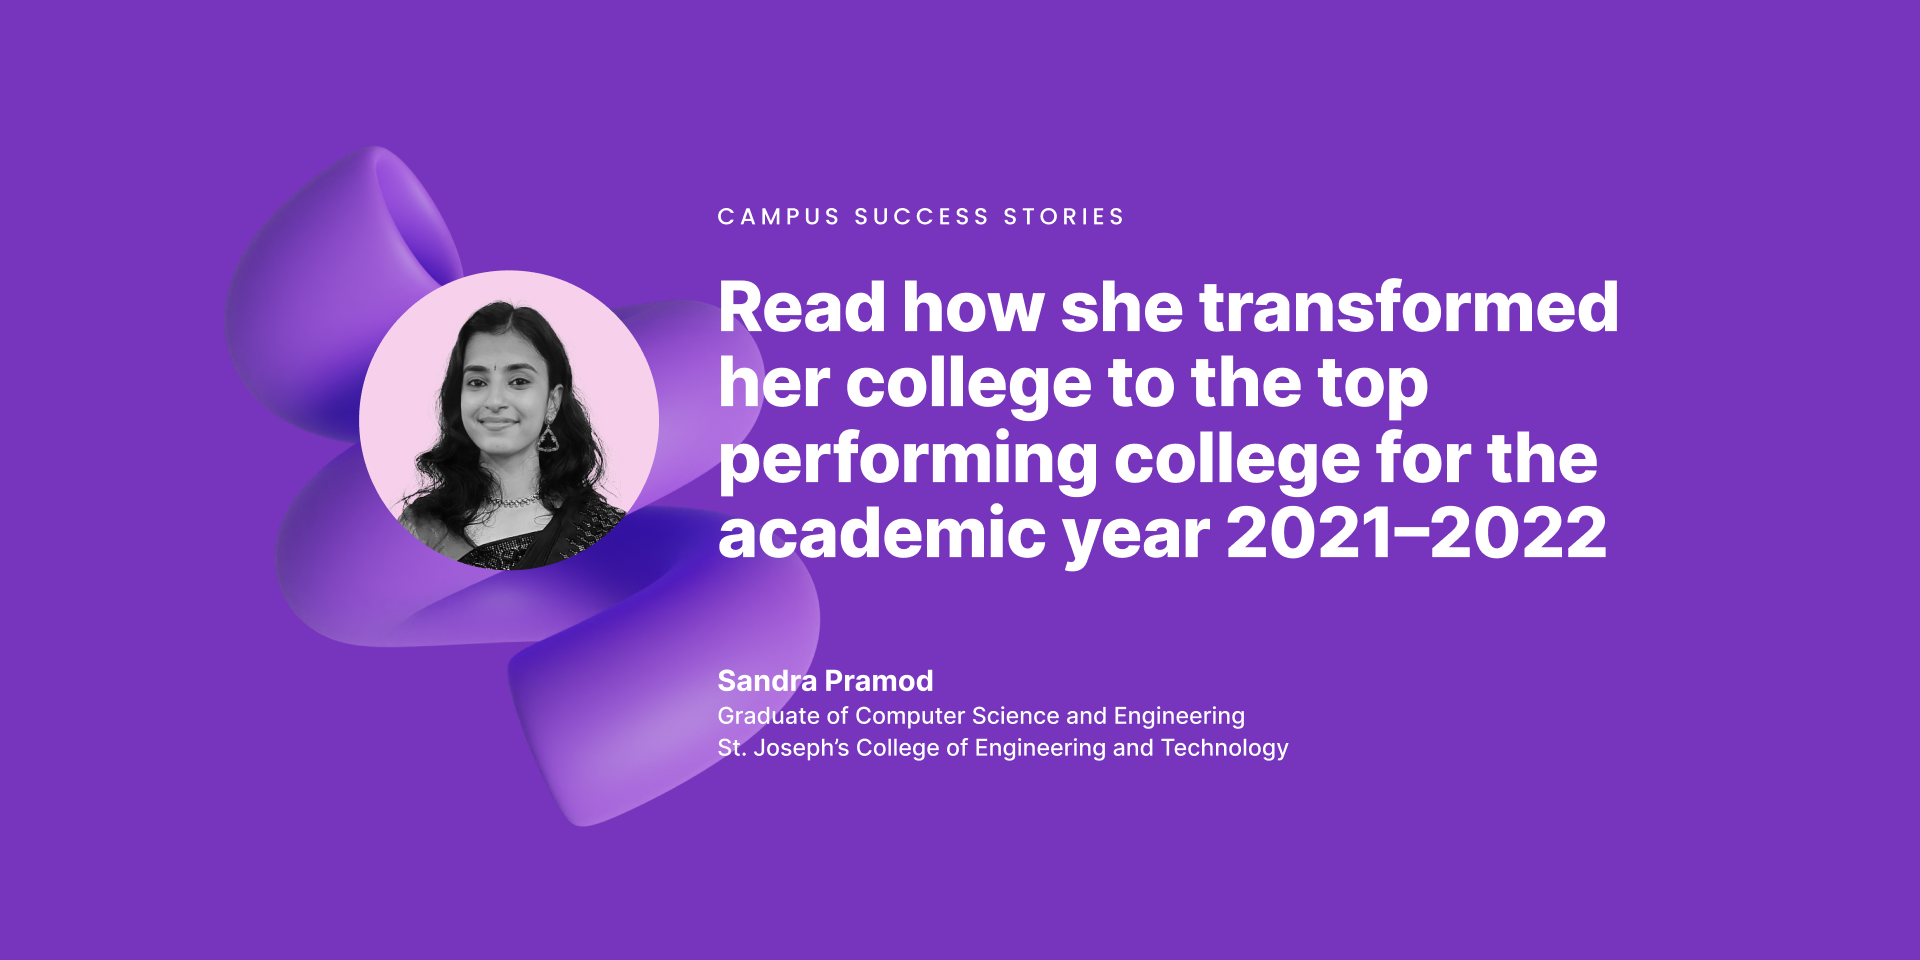 CAMPUS SUCCESS STORIES
Read how she transformed
her college to the top
performing college for the
academic year 2021–2022
Sandra Pramod
Graduate of Computer Science and Engineering
St. Joseph’s College of Engineering and Technology